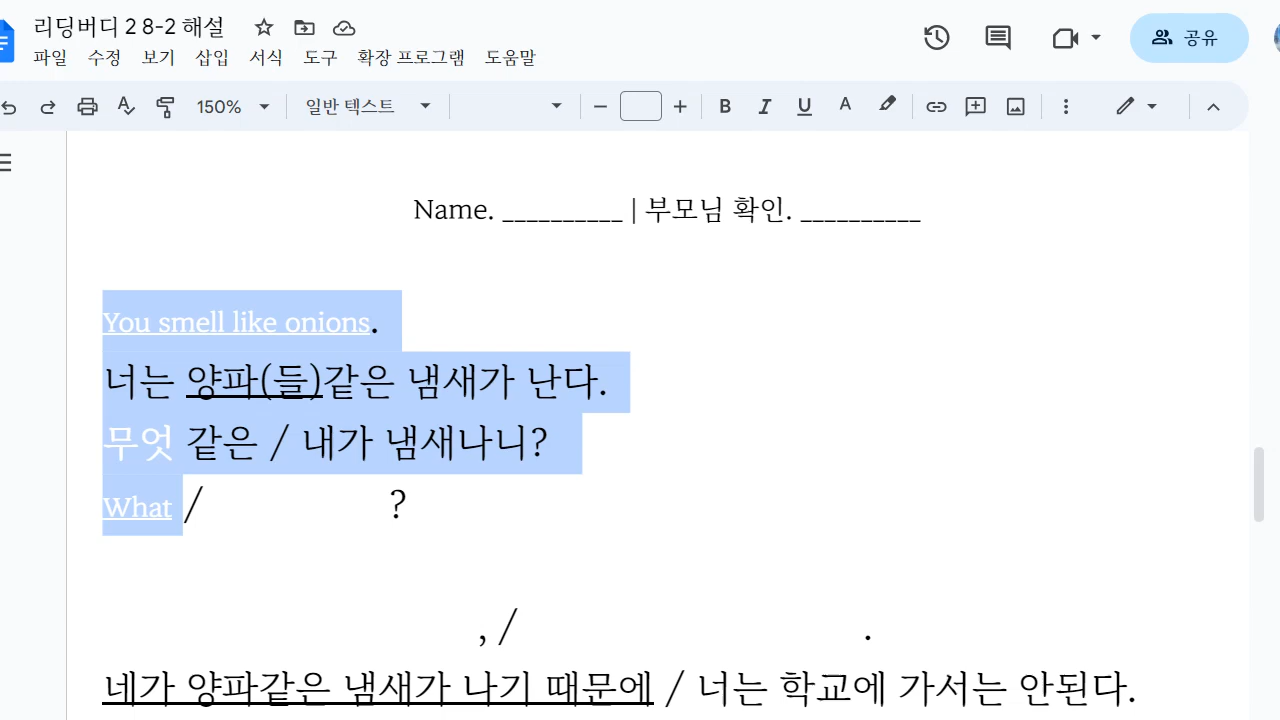 리딩버디 2 8-2 해설
파일 수정 보기 삽입 서식 도구 확장 프로그램 도움말
공유
150% 일반 텍스트 B I U A
Name. __________ | 부모님 확인. __________
You smell like onions.
너는 양파(들)같은 냄새가 난다.
무엇 같은 / 내가 냄새나니?
What / ?
, / .
네가 양파같은 냄새가 나기 때문에 / 너는 학교에 가서는 안된다.